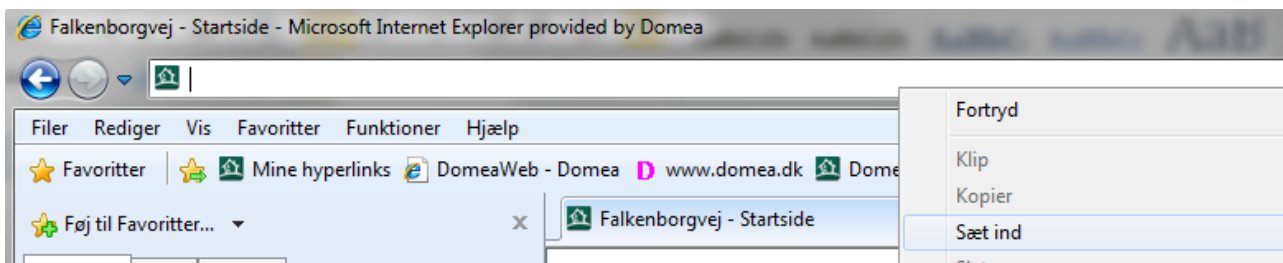 Falkenborgvej - Startside - Microsoft Internet Explorer provided by Domea
Filer Rediger Vis Favoritter Funktioner Hjælp
Favoritter Mine hyperlinks DomeaWeb - Domea www.domea.dk Dome
Føj til Favoritter... Falkenborgvej - Startside
Fortryd
Klip
Kopier
Sæt ind